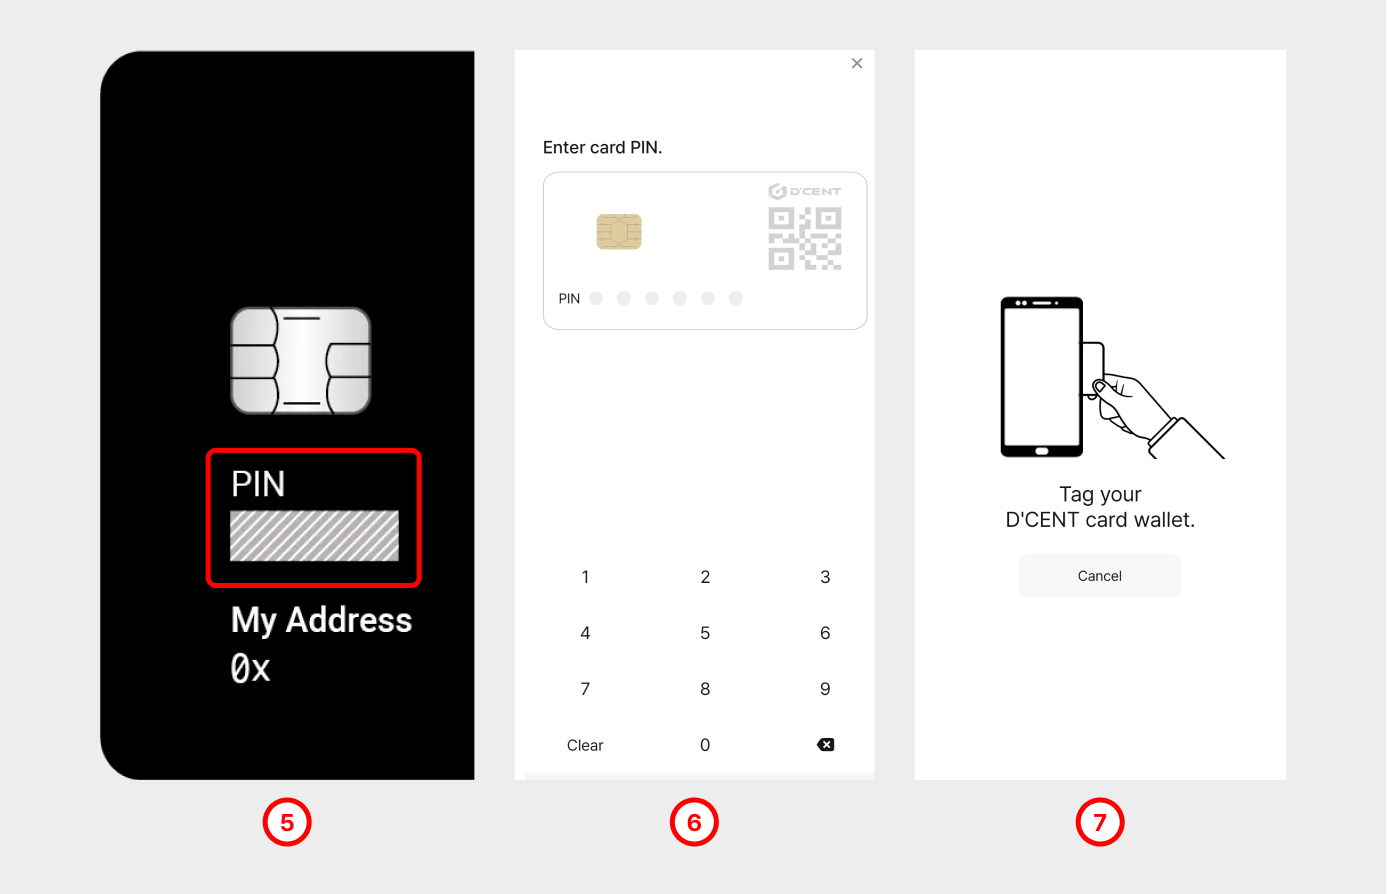 PIN
My Address
0x
5
Enter card PIN.
D'CENT
PIN
1 2 3
4 5 6
7 8 9
Clear 0
6
Tag your
D'CENT card wallet.
Cancel
7